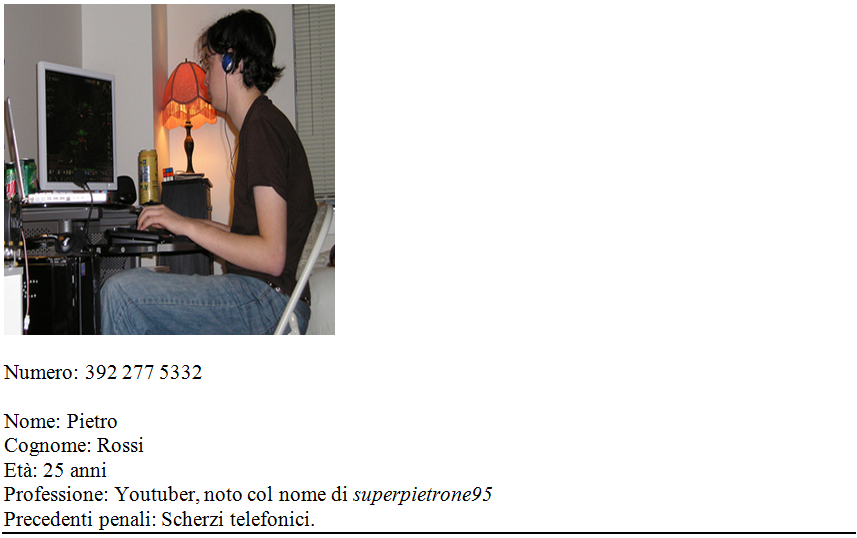 Numero: 392 277 5332
Nome: Pietro
Cognome: Rossi
Età: 25 anni
Professione: Youtuber, noto col nome di superpietrone95
Precedenti penali: Scherzi telefonici.